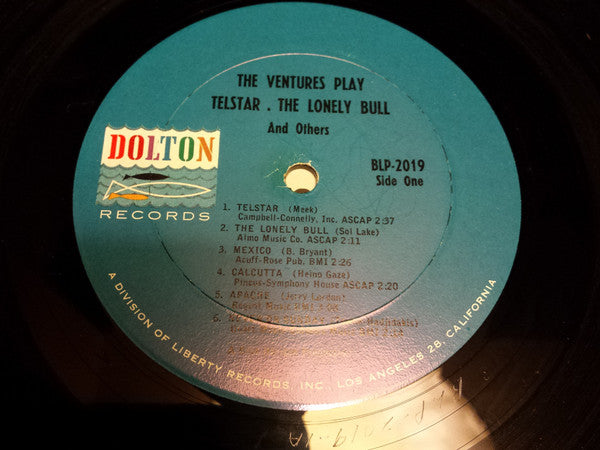 THE VENTURES PLAY
TELSTAR . THE LONELY BULL
And Others
DOLTON
RECORDS
BLP-2019
Side One
1. TELSTAR (Meek)
Campbell-Connelly, Inc. ASCAP 2:37
2. THE LONELY BULL (Sol Lake)
Almo Music Co. ASCAP 2:11
3. MEXICO (B. Bryant)
Acuff-Rose Pub. BMI 2:26
4. CALCUTTA (Heino Gaze)
Pincus-Symphony House ASCAP 2:20
5. APACHE (Jerry Lordan)
Music BMI
6.
A DIVISION OF LIBERTY RECORDS, INC., LOS ANGELES 28, CALIFORNIA